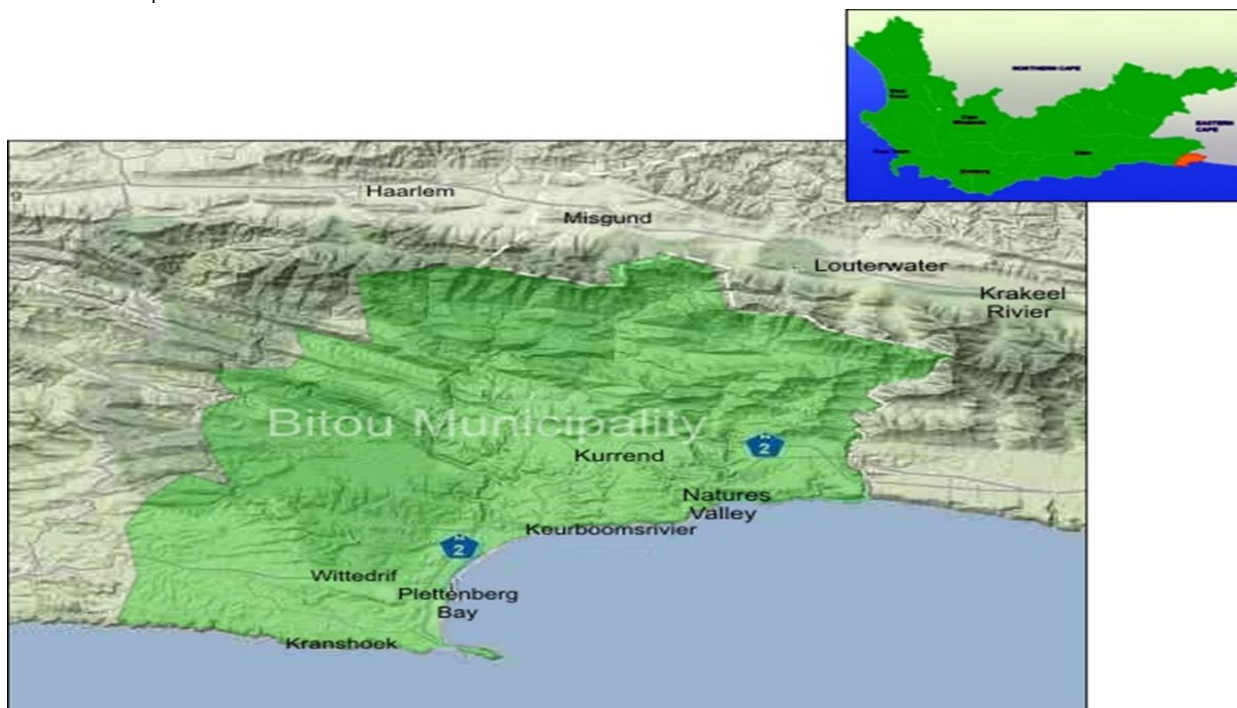 NORTHERN CAPE
EASTERN
CAPE
Haarlem
Misgund
Louterwater
Krakeel
Rivier
Bitou Municipality
N
2
Kurrend
Natures
Valley
Keurboomsrivier
N
2
Wittedrif
Plettenberg
Bay
Kranshoek